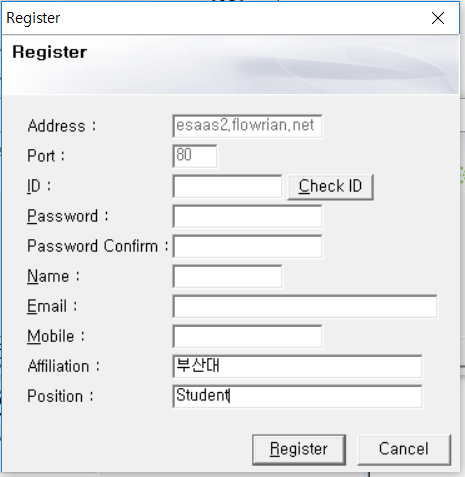 Register
Register
Address :
esaas2.flowrian.net
Port :
80
ID :
Check ID
Password :
Password Confirm :
Name :
Email :
Mobile :
Affiliation :
부산대
Position :
Student
Register
Cancel